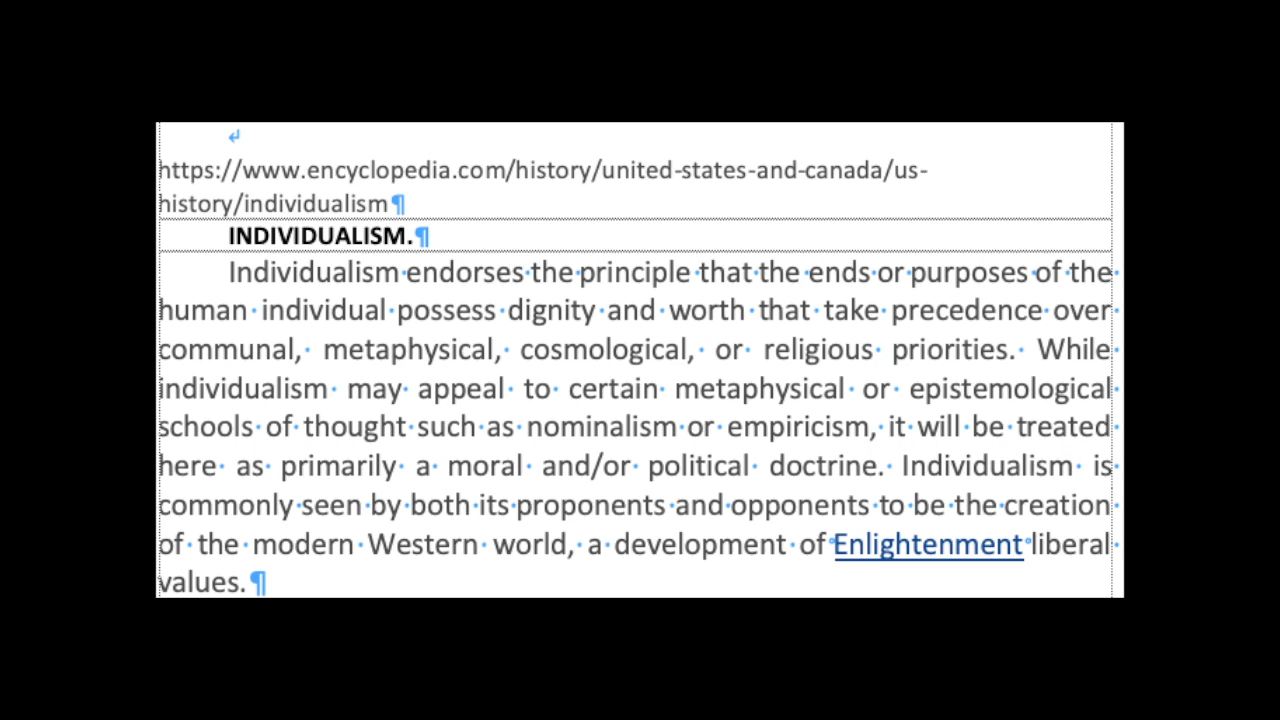 https://www.encyclopedia.com/history/united-states-and-canada/us-
history/individualism¶
INDIVIDUALISM.¶
Individualism endorses the principle that the ends or purposes of the
human individual possess dignity and worth that take precedence over
communal, metaphysical, cosmological, or religious priorities. While
individualism may appeal to certain metaphysical or epistemological
schools of thought such as nominalism or empiricism, it will be treated
here as primarily a moral and/or political doctrine. Individualism is
commonly seen by both its proponents and opponents to be the creation
of the modern Western world, a development of Enlightenment liberal
values.¶